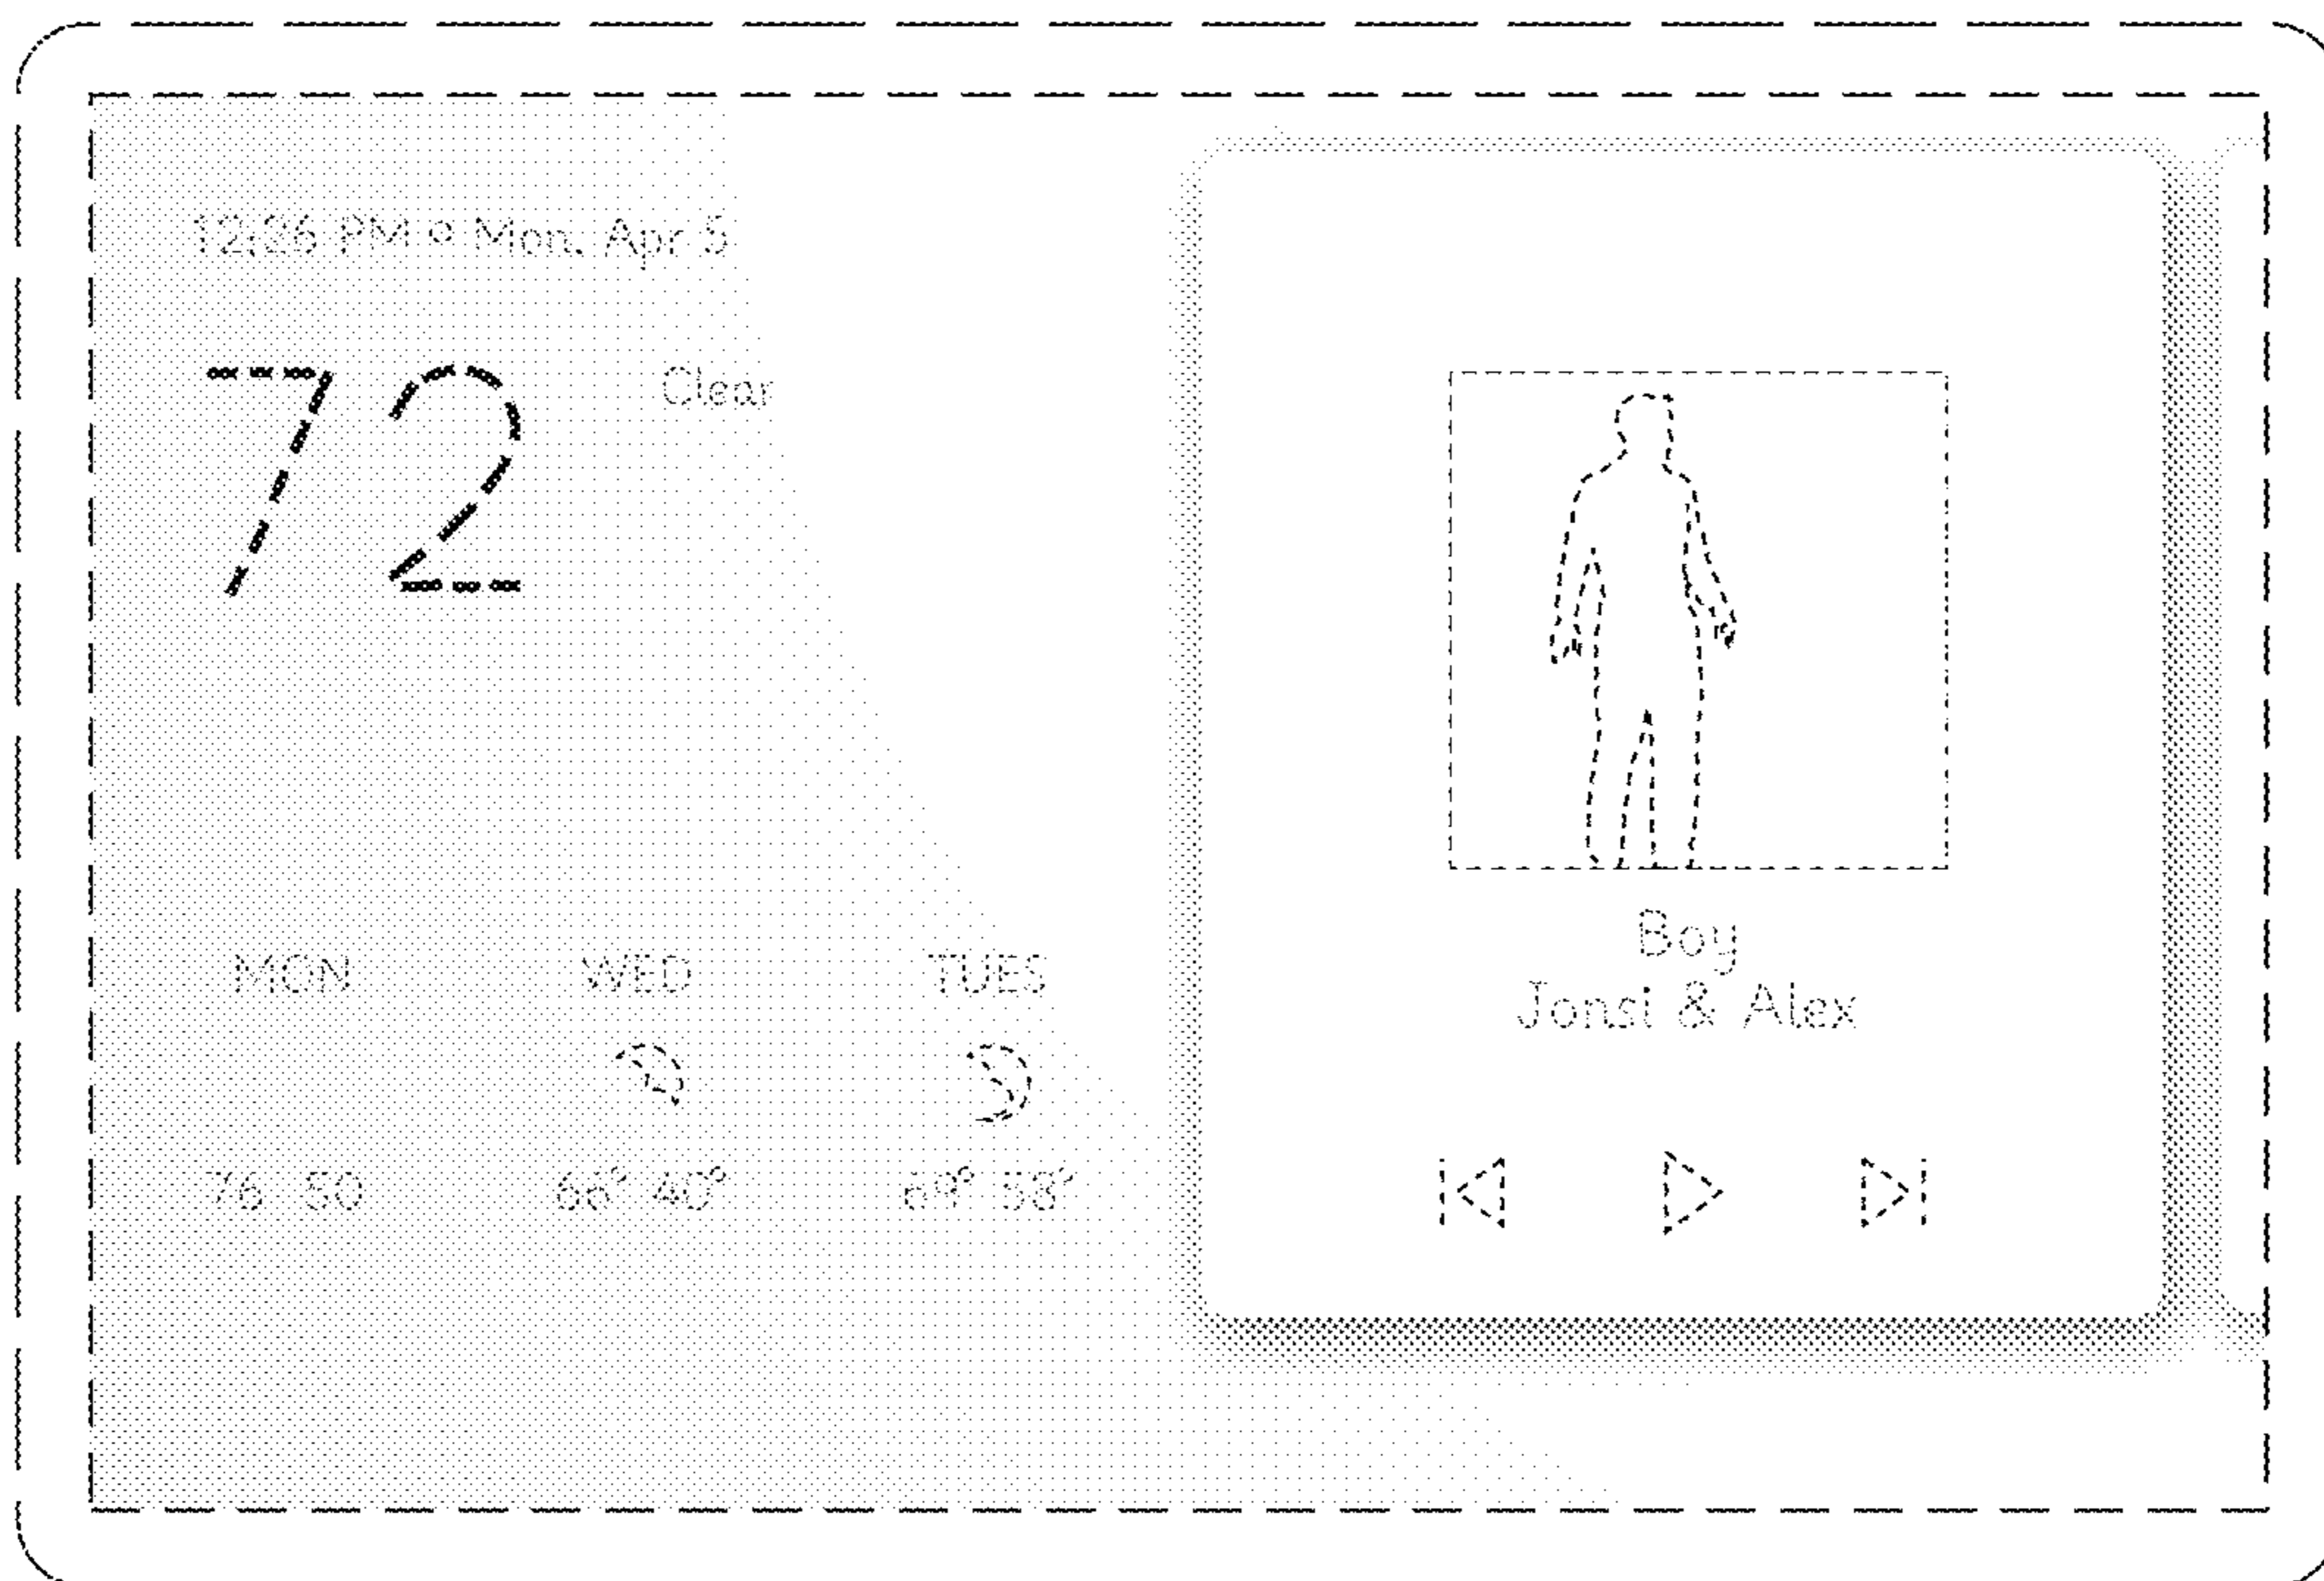 12:26 PM o Mon. Apr 5
72
Clear
MON WED TUES
76 50 66° 40° 69° 58°
Boy
Jonsi & Alex